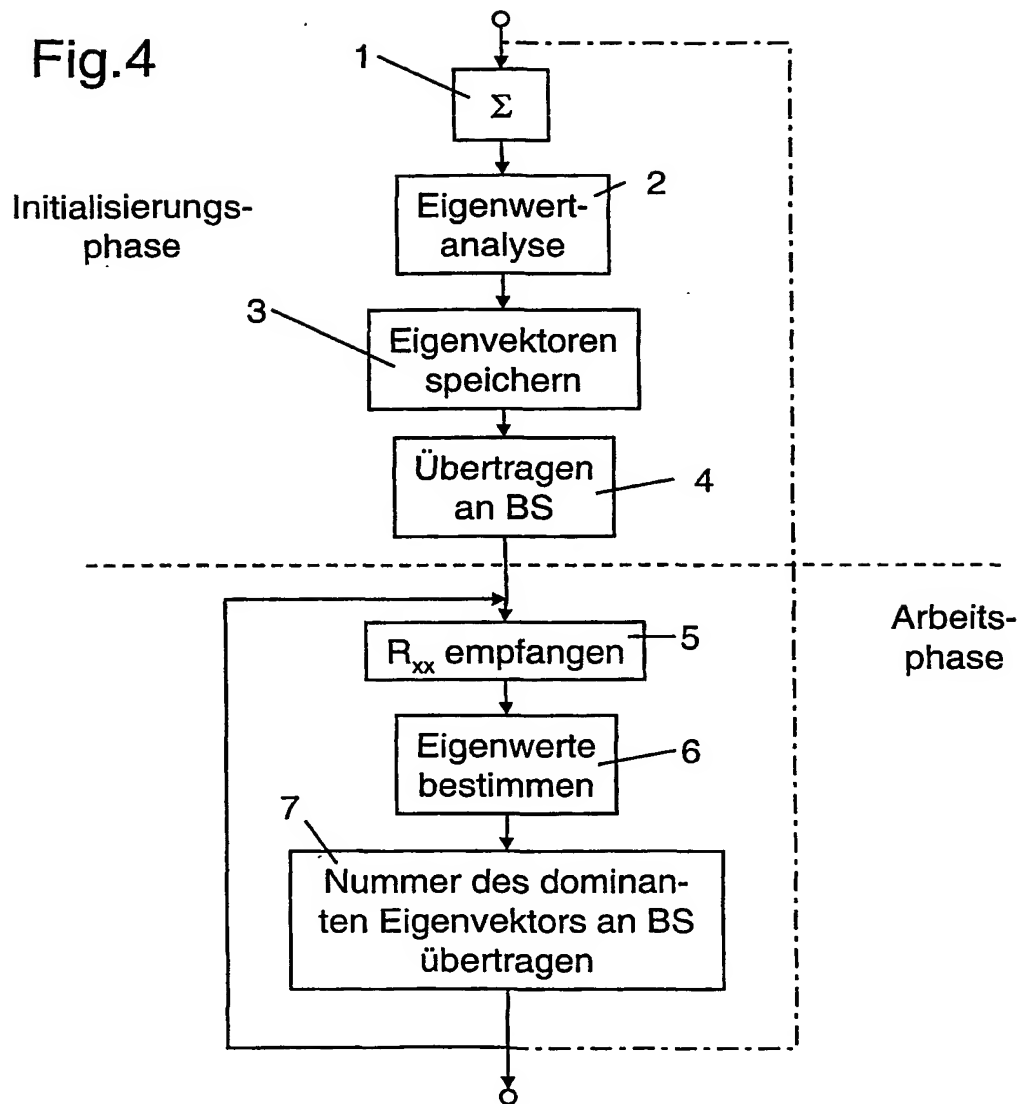 Fig.4
1
Σ
Initialisierungs-
phase
2
Eigenwert-
analyse
3
Eigenvektoren
speichern
Übertragen
an BS
4
Arbeits-
phase
R_xx empfangen
5
Eigenwerte
bestimmen
6
7
Nummer des dominan-
ten Eigenvektors an BS
übertragen